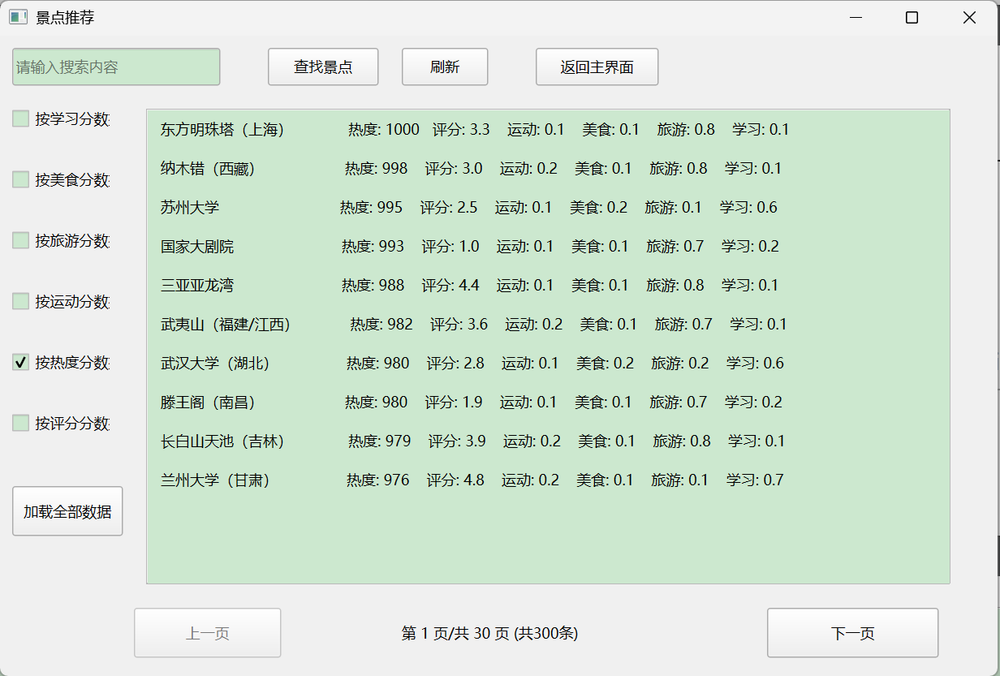 景点推荐
请输入搜索内容 查找景点 刷新 返回主界面
按学习分数
按美食分数
按旅游分数
按运动分数
按热度分数
按评分分数
加载全部数据
东方明珠塔（上海） 热度: 1000 评分: 3.3 运动: 0.1 美食: 0.1 旅游: 0.8 学习: 0.1
纳木错（西藏） 热度: 998 评分: 3.0 运动: 0.2 美食: 0.1 旅游: 0.8 学习: 0.1
苏州大学 热度: 995 评分: 2.5 运动: 0.1 美食: 0.2 旅游: 0.1 学习: 0.6
国家大剧院 热度: 993 评分: 1.0 运动: 0.1 美食: 0.1 旅游: 0.7 学习: 0.2
三亚亚龙湾 热度: 988 评分: 4.4 运动: 0.1 美食: 0.1 旅游: 0.8 学习: 0.1
武夷山（福建/江西） 热度: 982 评分: 3.6 运动: 0.2 美食: 0.1 旅游: 0.7 学习: 0.1
武汉大学（湖北） 热度: 980 评分: 2.8 运动: 0.1 美食: 0.2 旅游: 0.2 学习: 0.6
滕王阁（南昌） 热度: 980 评分: 1.9 运动: 0.1 美食: 0.1 旅游: 0.7 学习: 0.2
长白山天池（吉林） 热度: 979 评分: 3.9 运动: 0.2 美食: 0.1 旅游: 0.8 学习: 0.1
兰州大学（甘肃） 热度: 976 评分: 4.8 运动: 0.2 美食: 0.1 旅游: 0.1 学习: 0.7
上一页 第 1 页/共 30 页 (共300条) 下一页